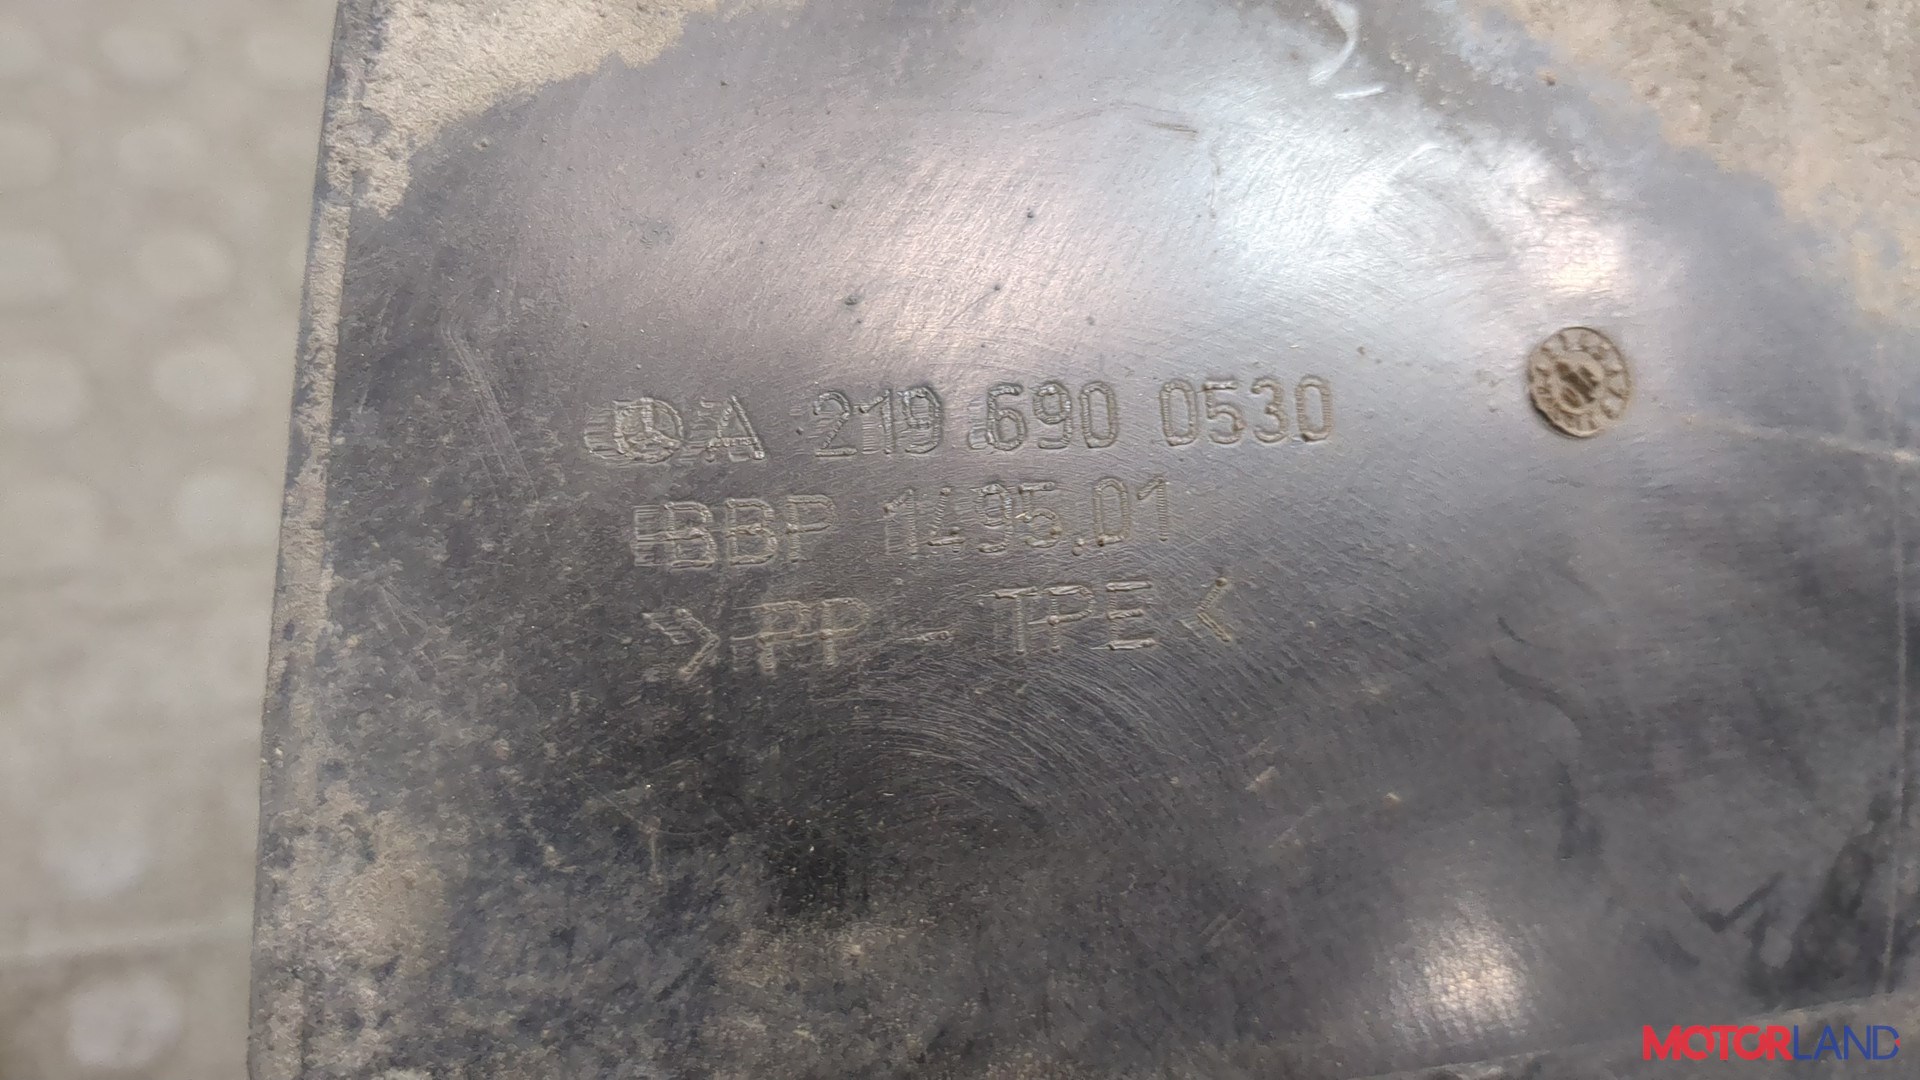 A 219 690 0530
BBP 1495.01
>PP-TPE<
MOTORLAND